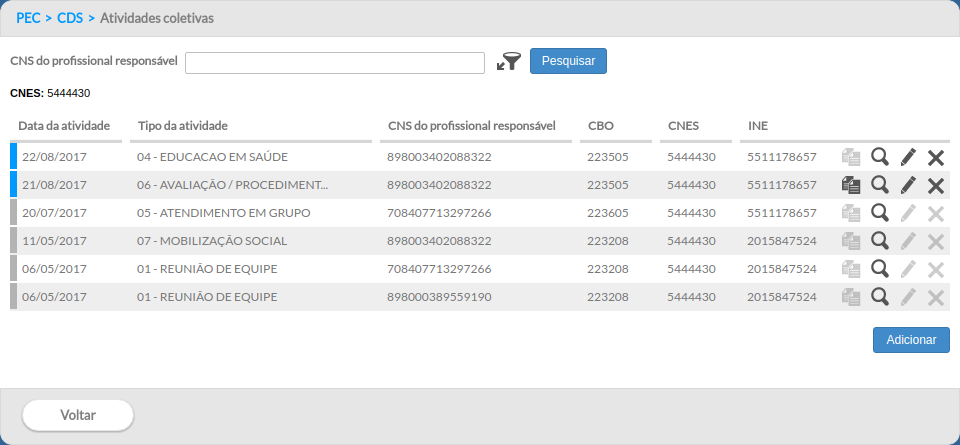 PEC > CDS > Atividades coletivas
CNS do profissional responsável Pesquisar
CNES: 5444430
Data da atividade Tipo da atividade CNS do profissional responsável CBO CNES INE
22/08/2017 04 - EDUCACAO EM SAÚDE 898003402088322 223505 5444430 5511178657
21/08/2017 06 - AVALIAÇÃO / PROCEDIMENT... 898003402088322 223505 5444430 5511178657
20/07/2017 05 - ATENDIMENTO EM GRUPO 708407713297266 223605 5444430 5511178657
11/05/2017 07 - MOBILIZAÇÃO SOCIAL 898003402088322 223208 5444430 2015847524
06/05/2017 01 - REUNIÃO DE EQUIPE 708407713297266 223208 5444430 2015847524
06/05/2017 01 - REUNIÃO DE EQUIPE 898000389559190 223208 5444430 2015847524
Adicionar
Voltar